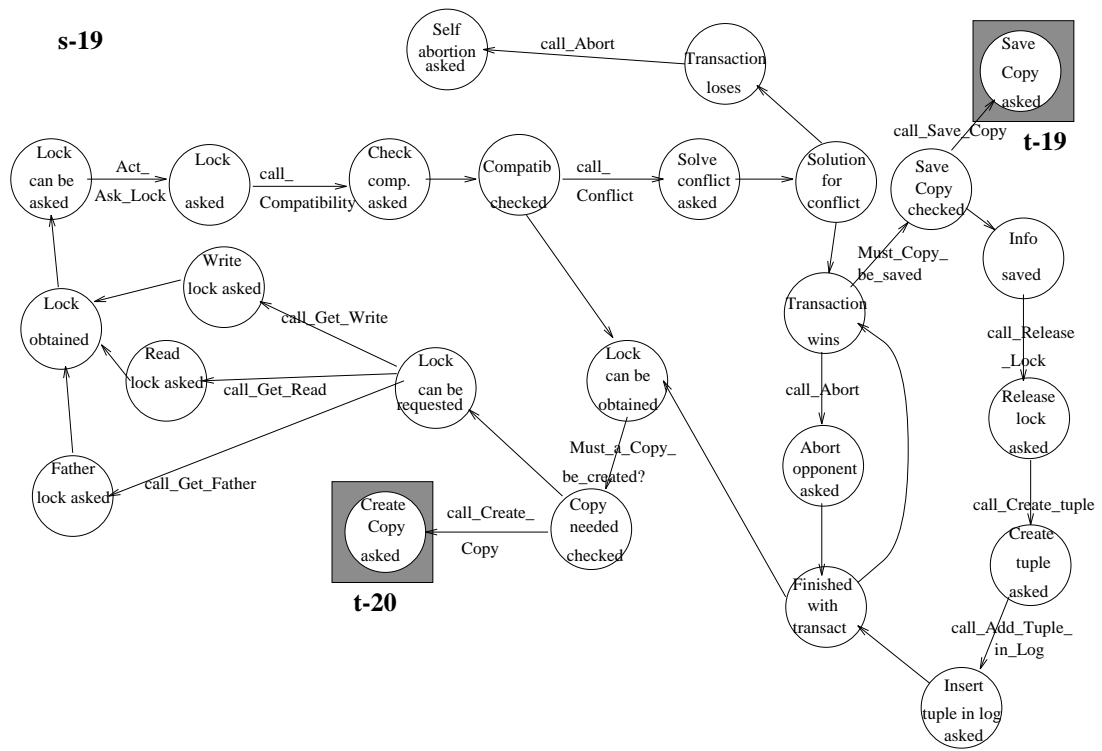 s-19
Self
abortion
asked
call_Abort
Transaction
loses
Save
Copy
asked
call_Save_Copy
t-19
Lock
can be
asked
Act_
Ask_Lock
Lock
asked
call_
Compatibility
Check
comp.
asked
Compatib
checked
call_
Conflict
Solve
conflict
asked
Solution
for
conflict
Save
Copy
checked
Must_Copy_
be_saved
Info
saved
Write
lock asked
Lock
obtained
call_Get_Write
Read
lock asked
call_Get_Read
Lock
can be
requested
Lock
can be
obtained
Transaction
wins
call_Release
_Lock
call_Abort
Release
lock
asked
Father
lock asked
call_Get_Father
Must_a_Copy_
be_created?
Abort
opponent
asked
Create
Copy
asked
call_Create_
Copy
Copy
needed
checked
call_Create_tuple
Create
tuple
asked
t-20
Finished
with
transact
call_Add_Tuple_
in_Log
Insert
tuple in log
asked